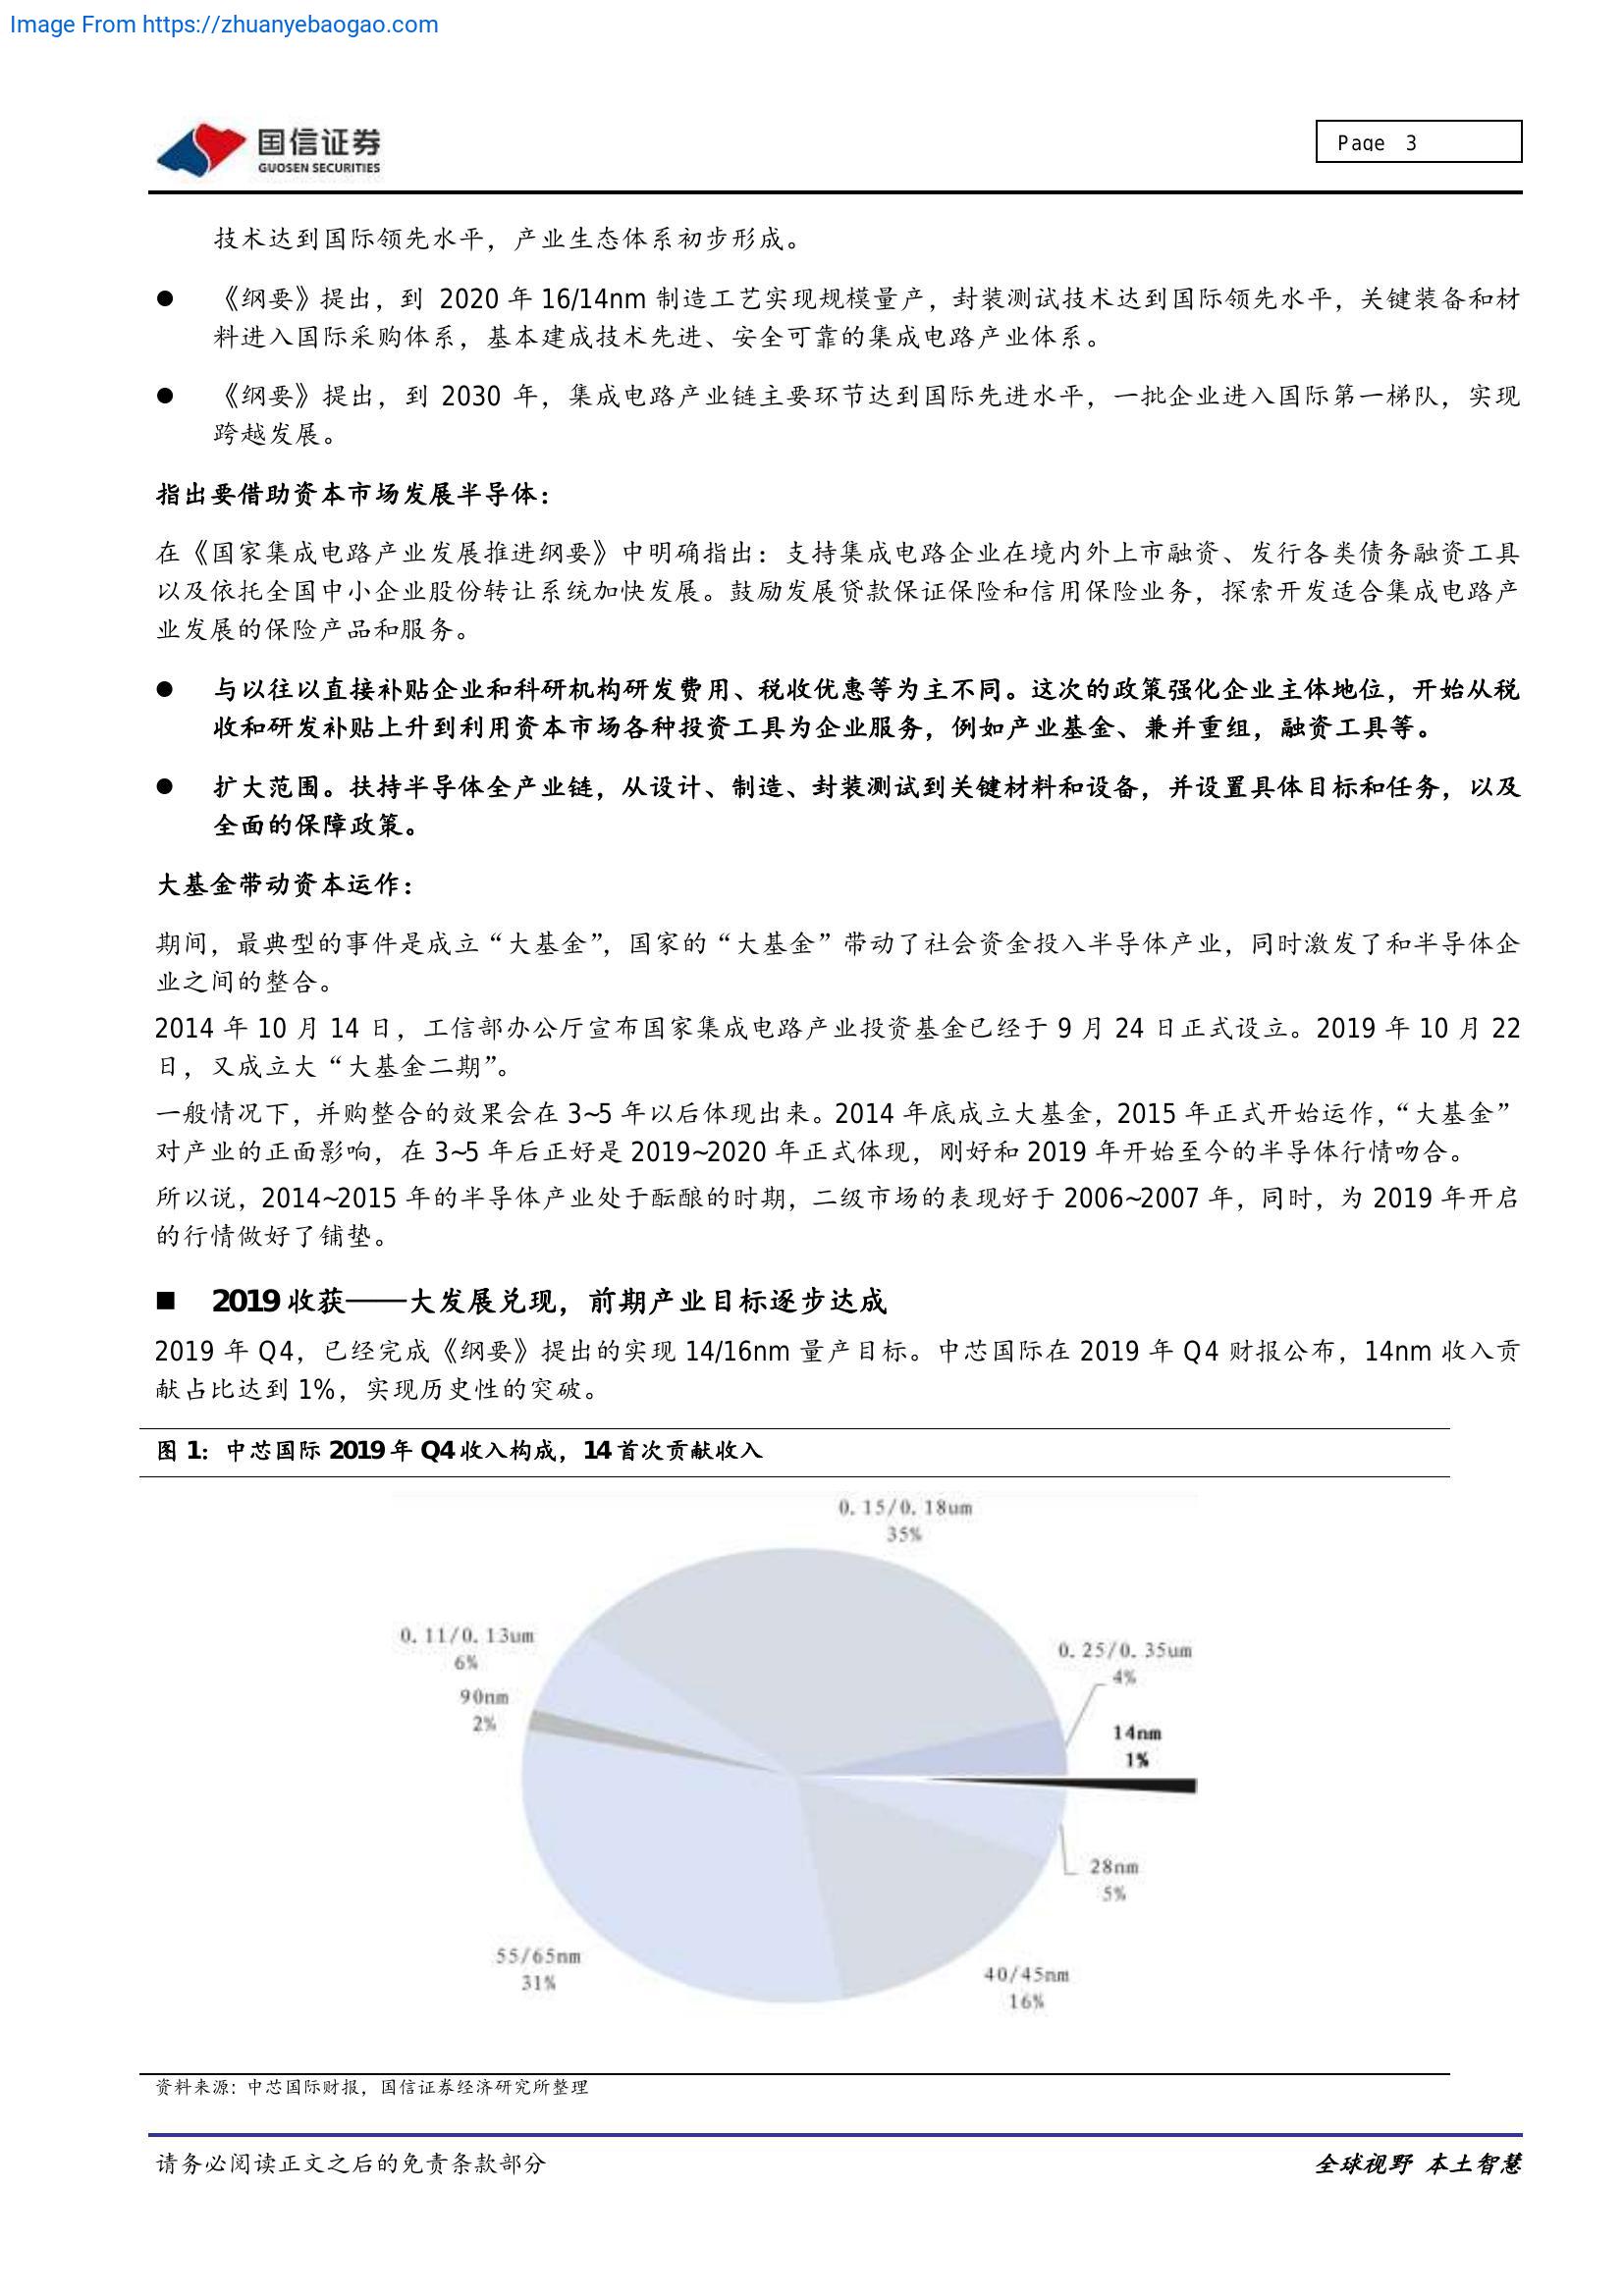 Image From https://zhuanyebaogao.com
国信证券
GUOSEN SECURITIES
Page 3
技术达到国际领先水平，产业生态体系初步形成。
● 《纲要》提出，到 2020 年 16/14nm 制造工艺实现规模量产，封装测试技术达到国际领先水平，关键装备和材
料进入国际采购体系，基本建成技术先进、安全可靠的集成电路产业体系。
● 《纲要》提出，到 2030 年，集成电路产业链主要环节达到国际先进水平，一批企业进入国际第一梯队，实现
跨越发展。
指出要借助资本市场发展半导体：
在《国家集成电路产业发展推进纲要》中明确指出：支持集成电路企业在境内外上市融资、发行各类债务融资工具
以及依托全国中小企业股份转让系统加快发展。鼓励发展贷款保证保险和信用保险业务，探索开发适合集成电路产
业发展的保险产品和服务。
● 与以往以直接补贴企业和科研机构研发费用、税收优惠等为主不同。这次的政策强化企业主体地位，开始从税
收和研发补贴上升到利用资本市场各种投资工具为企业服务，例如产业基金、兼并重组，融资工具等。
● 扩大范围。扶持半导体全产业链，从设计、制造、封装测试到关键材料和设备，并设置具体目标和任务，以及
全面的保障政策。
大基金带动资本运作：
期间，最典型的事件是成立“大基金”，国家的“大基金”带动了社会资金投入半导体产业，同时激发了和半导体企
业之间的整合。
2014 年 10 月 14 日，工信部办公厅宣布国家集成电路产业投资基金已经于 9 月 24 日正式设立。2019 年 10 月 22
日，又成立大“大基金二期”。
一般情况下，并购整合的效果会在 3~5 年以后体现出来。2014 年底成立大基金，2015 年正式开始运作，“大基金”
对产业的正面影响，在 3~5 年后正好是 2019~2020 年正式体现，刚好和 2019 年开始至今的半导体行情吻合。
所以说，2014~2015 年的半导体产业处于酝酿的时期，二级市场的表现好于 2006~2007 年，同时，为 2019 年开启
的行情做好了铺垫。
■ 2019 收获——大发展兑现，前期产业目标逐步达成
2019 年 Q4，已经完成《纲要》提出的实现 14/16nm 量产目标。中芯国际在 2019 年 Q4 财报公布，14nm 收入贡
献占比达到 1%，实现历史性的突破。
图 1：中芯国际 2019 年 Q4 收入构成，14 首次贡献收入
0.15/0.18um
35%
0.11/0.13um
6%
0.25/0.35um
4%
90nm
2%
14nm
1%
28nm
5%
55/65nm
31%
40/45nm
16%
资料来源：中芯国际财报，国信证券经济研究所整理
请务必阅读正文之后的免责条款部分
全球视野 本土智慧